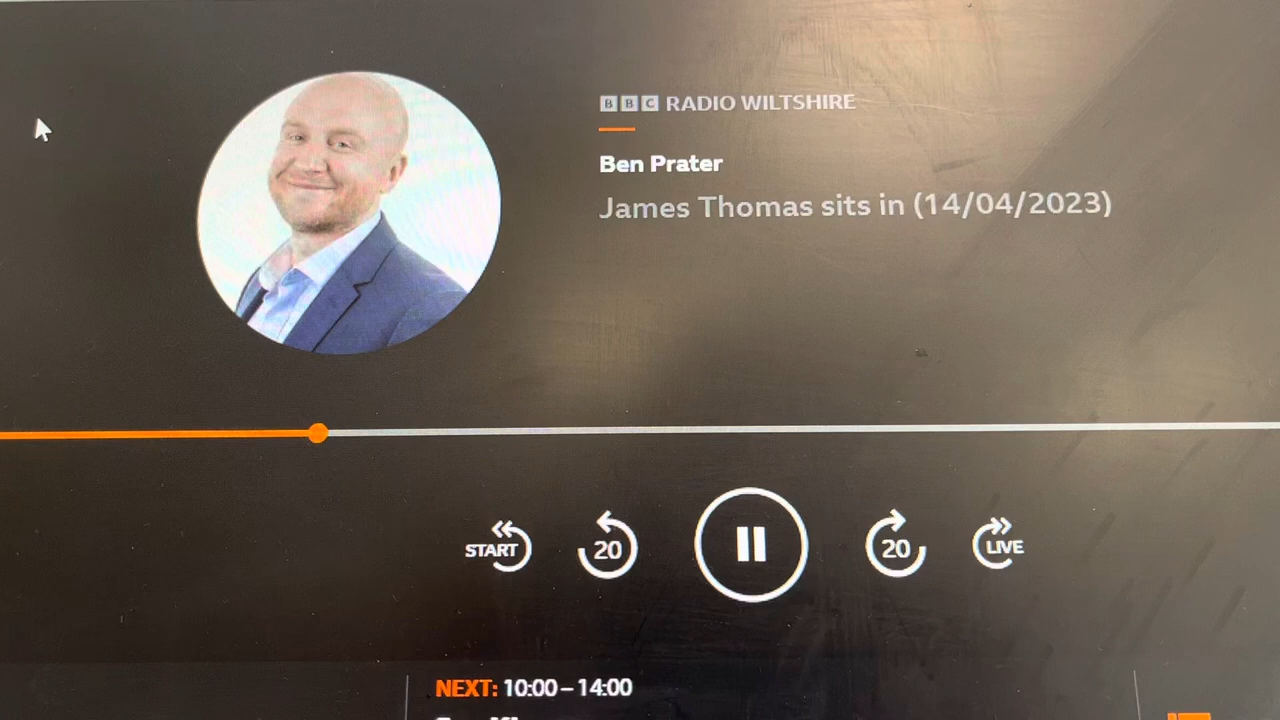 BBC RADIO WILTSHIRE
Ben Prater
James Thomas sits in (14/04/2023)
START
20
20
LIVE
NEXT: 10:00 – 14:00